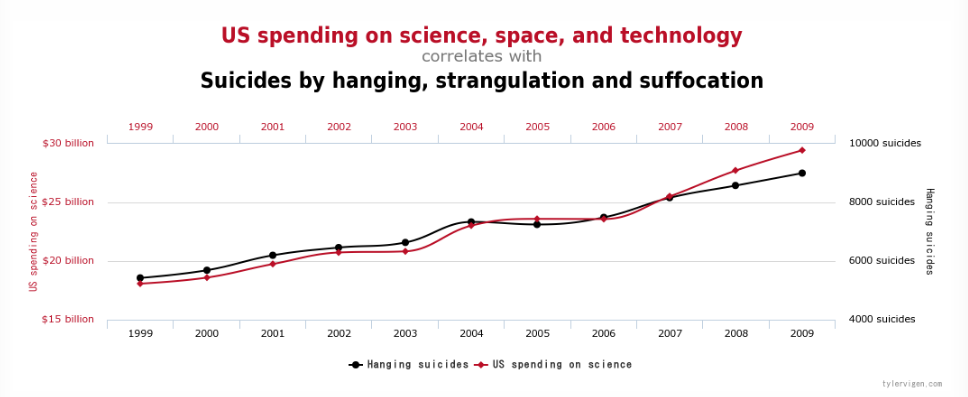 US spending on science, space, and technology
correlates with
Suicides by hanging, strangulation and suffocation
1999 2000 2001 2002 2003 2004 2005 2006 2007 2008 2009
$30 billion
$25 billion
$20 billion
$15 billion
US spending on science
10000 suicides
8000 suicides
6000 suicides
4000 suicides
Hanging suicides
1999 2000 2001 2002 2003 2004 2005 2006 2007 2008 2009
Hanging suicides US spending on science
tylervigen.com